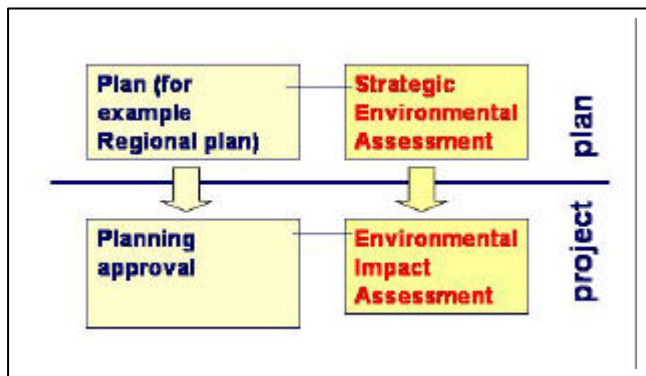 Plan (for
example
Regional plan)
Strategic
Environmental
Assessment
plan
Planning
approval
Environmental
Impact
Assessment
project